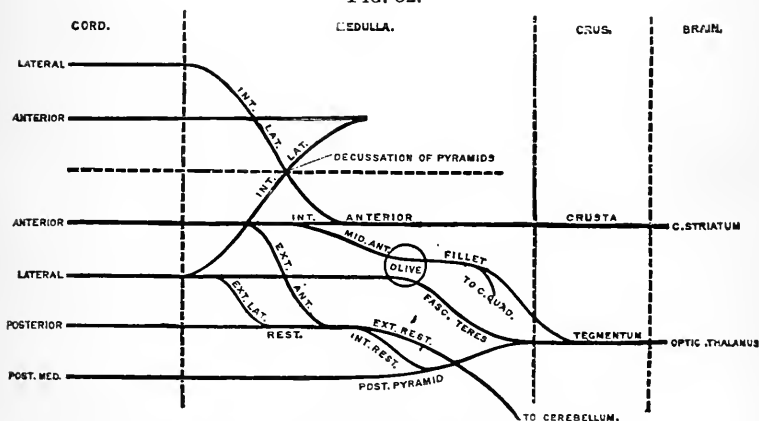 FIG. 62.
CORD.
MEDULLA.
CRUS.
BRAIN.
LATERAL
INT. LAT.
ANTERIOR
INT. LAT.
DECUSSATION OF PYRAMIDS
ANTERIOR
INT. ANTERIOR
CRUSTA
C. STRIATUM
MID. ANT.
FILLET
OLIVE
TO C. QUAD.
LATERAL
EXT. ANT.
EXT. LAT.
FASC. TERES
POSTERIOR
REST.
EXT. REST.
INT. REST.
TEGMENTUM
OPTIC. THALAMUS
POST. MED.
POST. PYRAMID
TO CEREBELLUM.